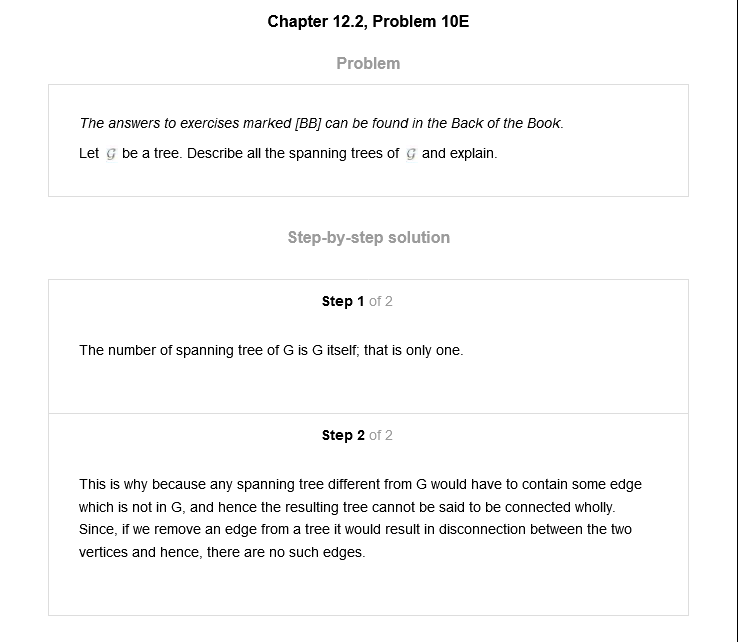 Chapter 12.2, Problem 10E
Problem
The answers to exercises marked [BB] can be found in the Back of the Book.
Let G be a tree. Describe all the spanning trees of G and explain.
Step-by-step solution
Step 1 of 2
The number of spanning tree of G is G itself; that is only one.
Step 2 of 2
This is why because any spanning tree different from G would have to contain some edge
which is not in G, and hence the resulting tree cannot be said to be connected wholly.
Since, if we remove an edge from a tree it would result in disconnection between the two
vertices and hence, there are no such edges.